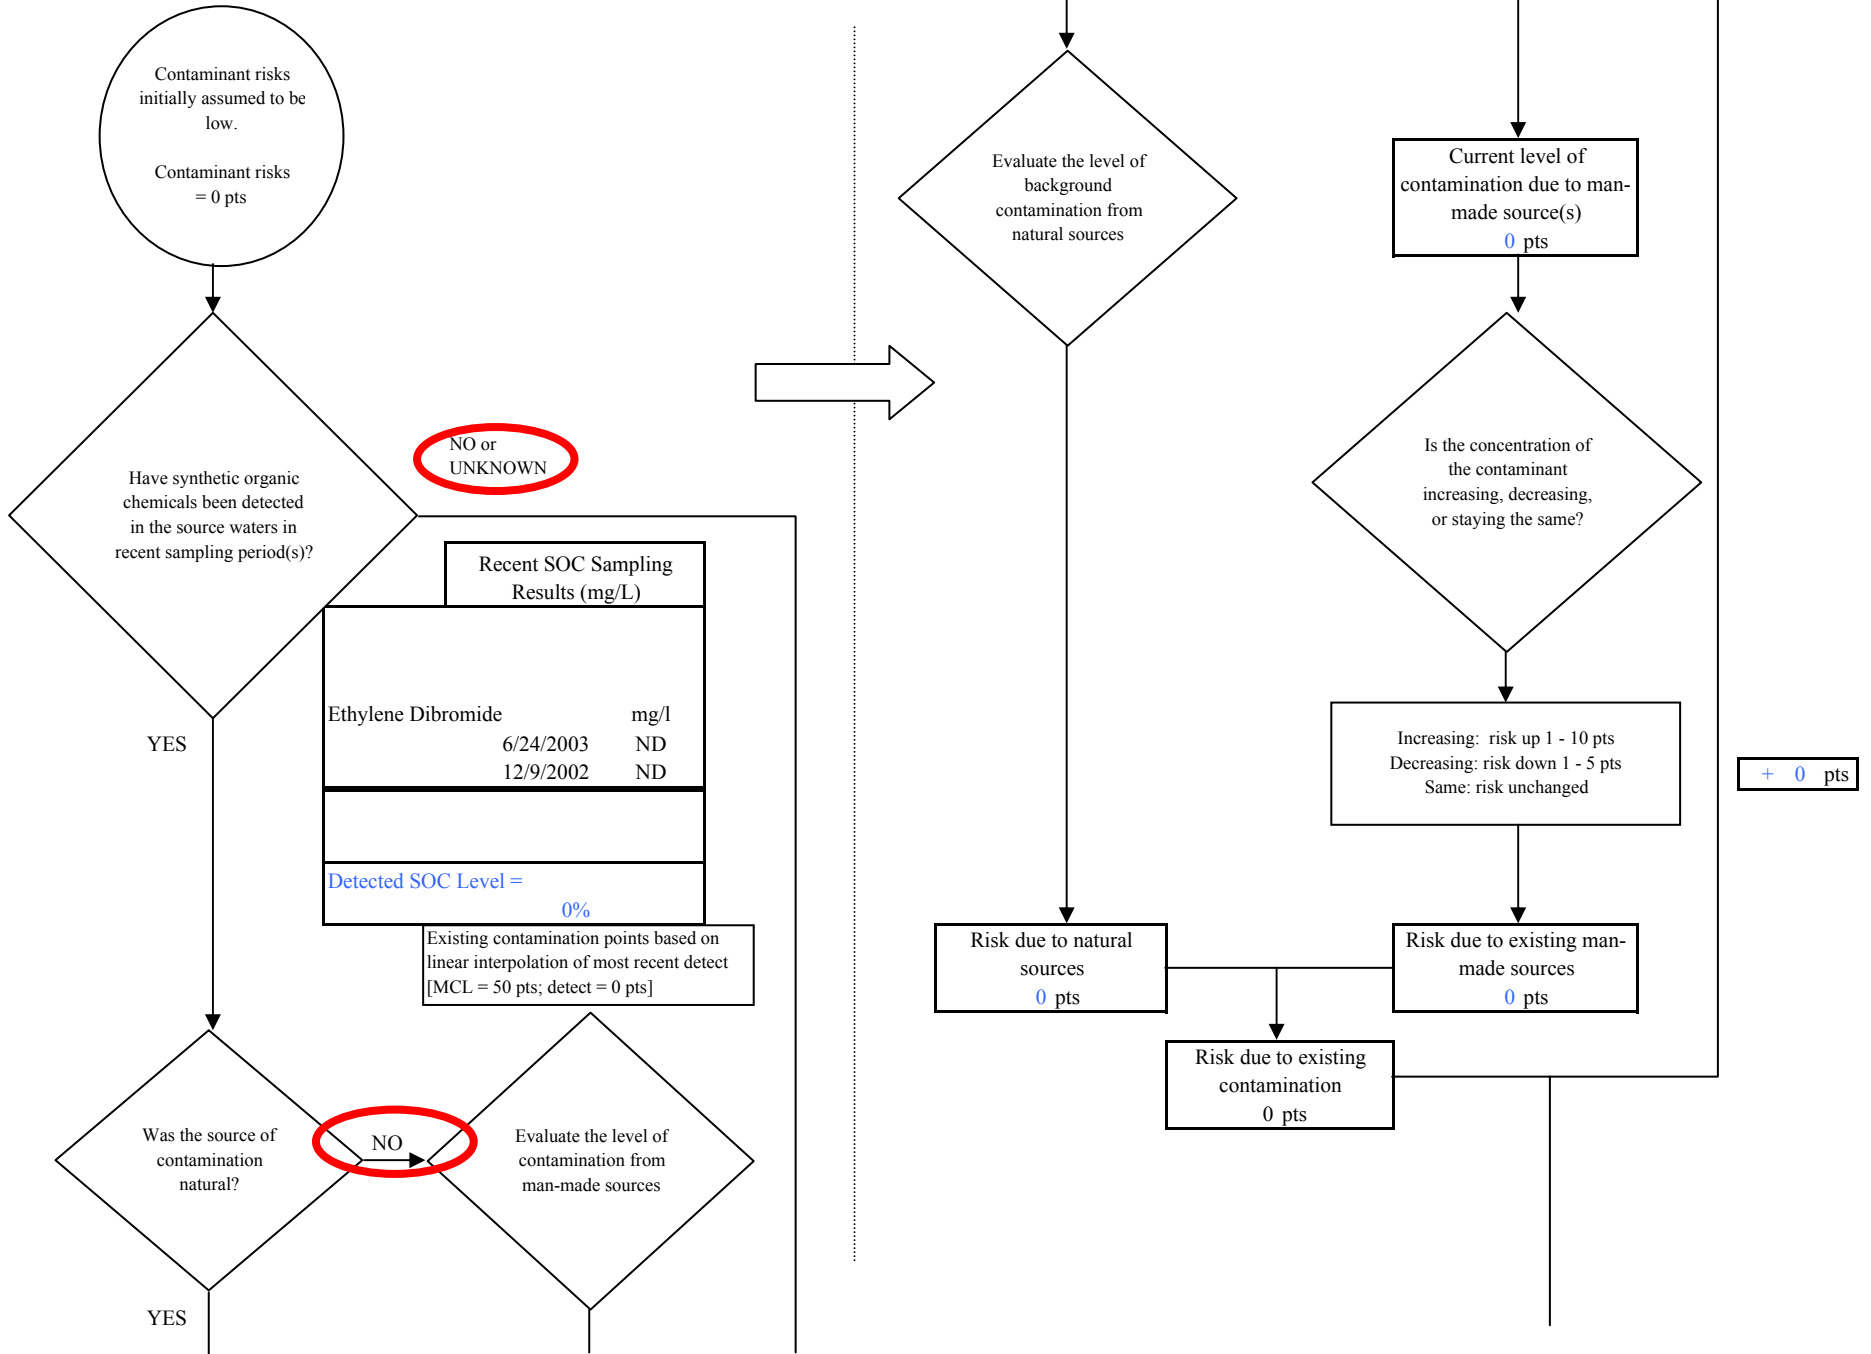 Contaminant risks
initially assumed to be
low.
Contaminant risks
= 0 pts
NO or
UNKNOWN
Have synthetic organic
chemicals been detected
in the source waters in
recent sampling period(s)?
Recent SOC Sampling
Results (mg/L)
Ethylene Dibromide mg/l
6/24/2003 ND
12/9/2002 ND
YES
Detected SOC Level =
0%
Existing contamination points based on
linear interpolation of most recent detect
[MCL = 50 pts; detect = 0 pts]
Was the source of
contamination
natural?
NO
Evaluate the level of
contamination from
man-made sources
YES
Evaluate the level of
background
contamination from
natural sources
Current level of
contamination due to man-
made source(s)
0 pts
Is the concentration of
the contaminant
increasing, decreasing,
or staying the same?
Increasing: risk up 1 - 10 pts
Decreasing: risk down 1 - 5 pts
Same: risk unchanged
+ 0 pts
Risk due to natural
sources
0 pts
Risk due to existing man-
made sources
0 pts
Risk due to existing
contamination
0 pts